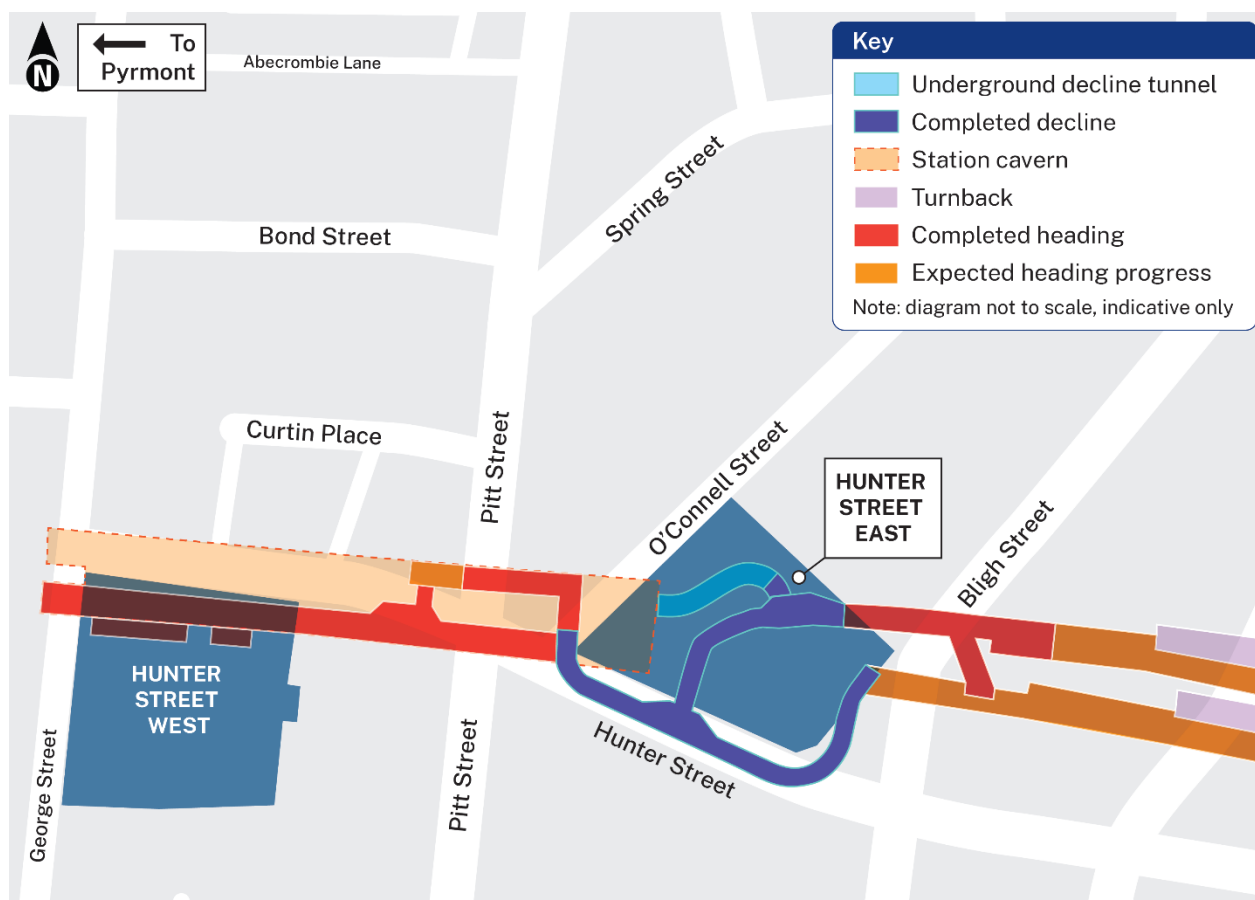 N
To
Pyrmont
Abecrombie Lane
Key
Underground decline tunnel
Completed decline
Station cavern
Turnback
Completed heading
Expected heading progress
Note: diagram not to scale, indicative only
Spring Street
Bond Street
Curtin Place
Pitt Street
O'Connell Street
HUNTER
STREET
EAST
Bligh Street
HUNTER
STREET
WEST
George Street
Pitt Street
Hunter Street